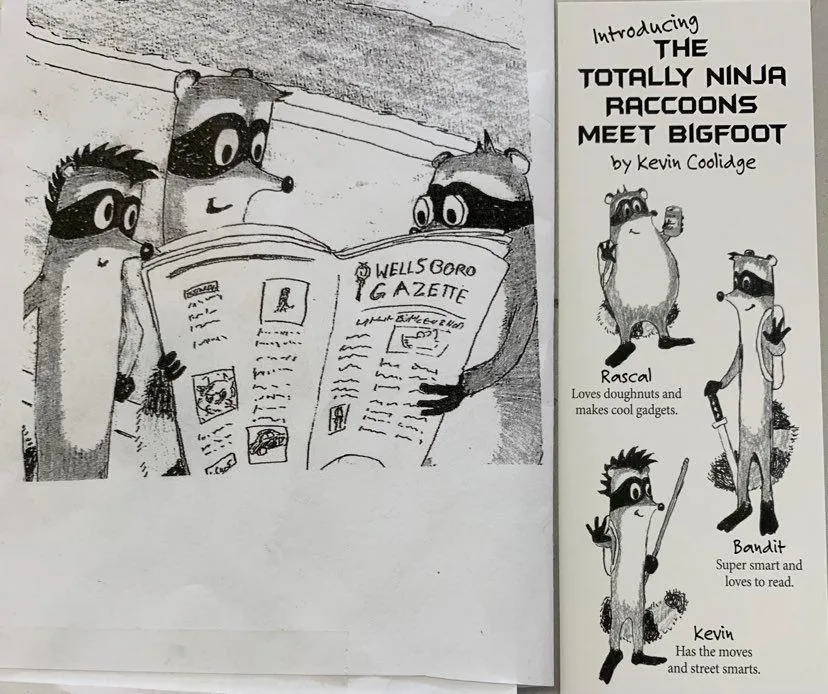 WELLSBORO
GAZETTE
Introducing
THE
TOTALLY NINJA
RACCOONS
MEET BIGFOOT
by Kevin Coolidge
Rascal
Loves doughnuts and
makes cool gadgets.
Bandit
Super smart and
loves to read.
Kevin
Has the moves
and street smarts.